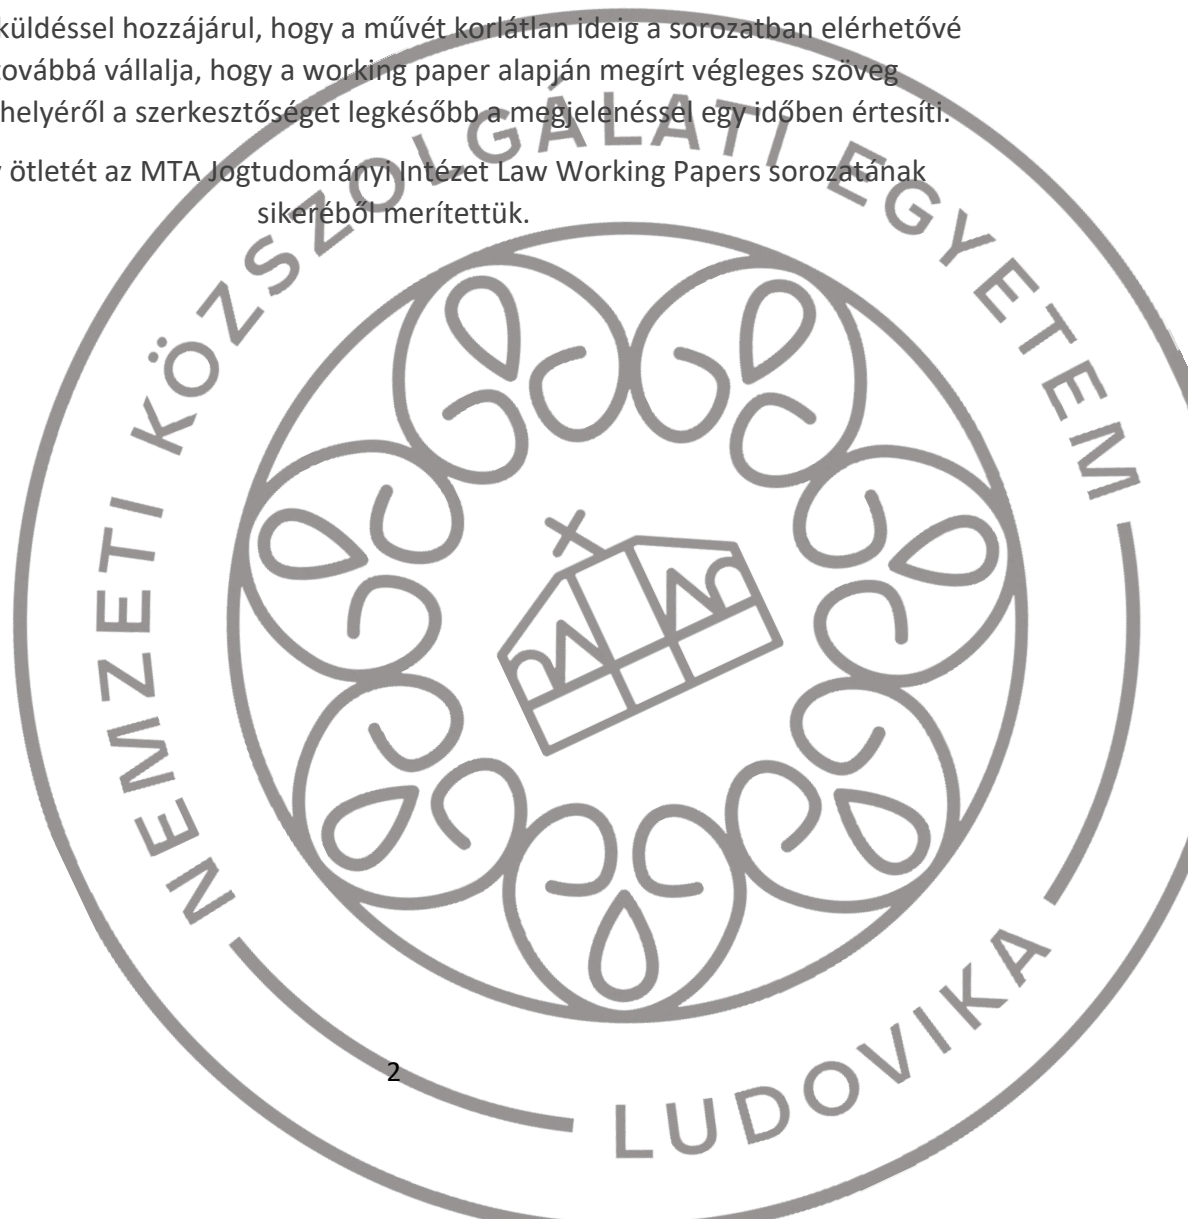 küldéssel hozzájárul, hogy a művét korlátlan ideig a sorozatban elérhetővé
továbbá vállalja, hogy a working paper alapján megírt végleges szöveg
helyéről a szerkesztőséget legkésőbb a megjelenéssel egy időben értesíti.
ötletét az MTA Jogtudományi Intézet Law Working Papers sorozatának
sikeréből merítettük.
NEMZETI KÖZSZOLGÁLATI EGYETEM
LUDOVIKA
2